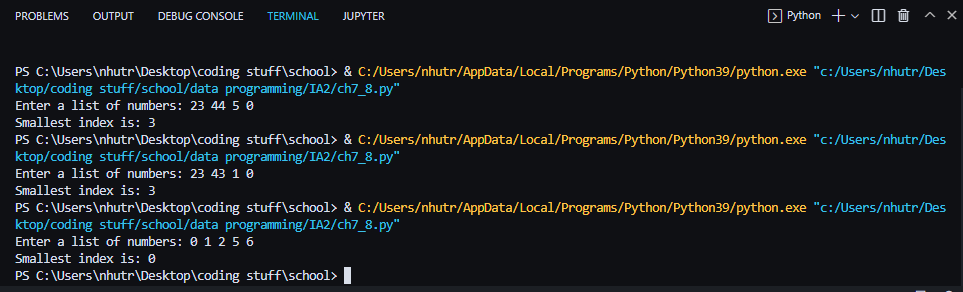 PROBLEMS OUTPUT DEBUG CONSOLE TERMINAL JUPYTER Python
PS C:\Users\nhutr\Desktop\coding stuff\school> & C:/Users/nhutr/AppData/Local/Programs/Python/Python39/python.exe "c:/Users/nhutr/Des
ktop/coding stuff/school/data programming/IA2/ch7_8.py"
Enter a list of numbers: 23 44 5 0
Smallest index is: 3
PS C:\Users\nhutr\Desktop\coding stuff\school> & C:/Users/nhutr/AppData/Local/Programs/Python/Python39/python.exe "c:/Users/nhutr/Des
ktop/coding stuff/school/data programming/IA2/ch7_8.py"
Enter a list of numbers: 23 43 1 0
Smallest index is: 3
PS C:\Users\nhutr\Desktop\coding stuff\school> & C:/Users/nhutr/AppData/Local/Programs/Python/Python39/python.exe "c:/Users/nhutr/Des
ktop/coding stuff/school/data programming/IA2/ch7_8.py"
Enter a list of numbers: 0 1 2 5 6
Smallest index is: 0
PS C:\Users\nhutr\Desktop\coding stuff\school>